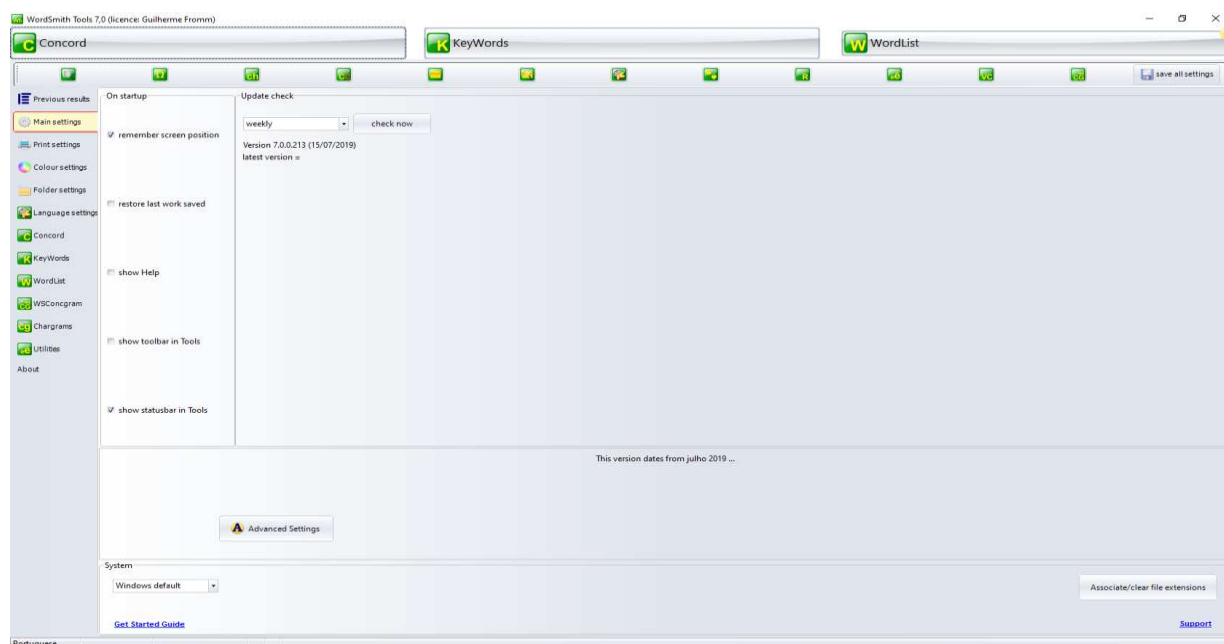 WordSmith Tools 7,0 (licence: Guilherme Fromm)
Concord
KeyWords
WordList
save all settings
Previous results
Main settings
Print settings
Colour settings
Folder settings
Language settings
Concord
KeyWords
WordList
WSConcgram
Chargrams
Utilities
About
On startup
remember screen position
restore last work saved
show Help
show toolbar in Tools
show statusbar in Tools
Update check
weekly
check now
Version 7.0.0.213 (15/07/2019)
latest version =
This version dates from julho 2019 ...
Advanced Settings
System
Windows default
Associate/clear file extensions
Get Started Guide
Support
Portuguese